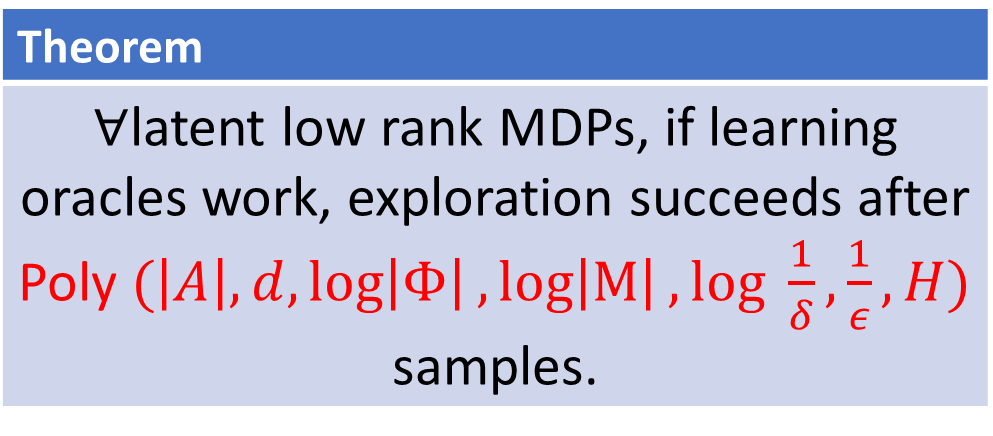 Theorem
∀latent low rank MDPs, if learning
oracles work, exploration succeeds after
Poly (|A|, d, log|Φ| , log|M| , log 1/δ, 1/ϵ, H)
samples.